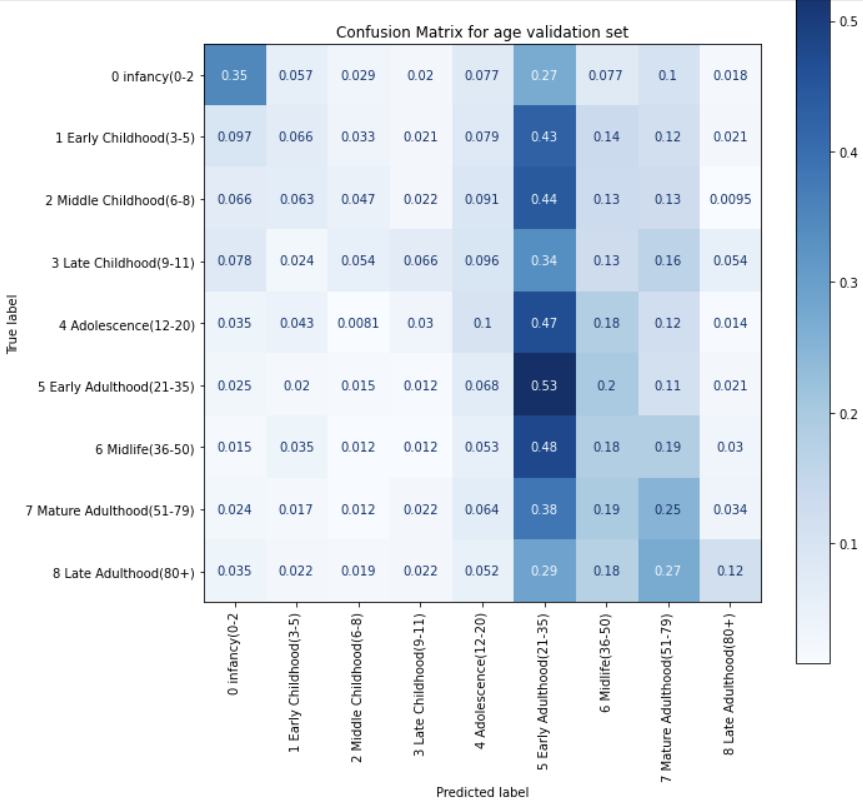 Confusion Matrix for age validation set
0 infancy(0-2 0.35 0.057 0.029 0.02 0.077 0.27 0.077 0.1 0.018
1 Early Childhood(3-5) 0.097 0.066 0.033 0.021 0.079 0.43 0.14 0.12 0.021
2 Middle Childhood(6-8) 0.066 0.063 0.047 0.022 0.091 0.44 0.13 0.13 0.0095
3 Late Childhood(9-11) 0.078 0.024 0.054 0.066 0.096 0.34 0.13 0.16 0.054
4 Adolescence(12-20) 0.035 0.043 0.0081 0.03 0.1 0.47 0.18 0.12 0.014
5 Early Adulthood(21-35) 0.025 0.02 0.015 0.012 0.068 0.53 0.2 0.11 0.021
6 Midlife(36-50) 0.015 0.035 0.012 0.012 0.053 0.48 0.18 0.19 0.03
7 Mature Adulthood(51-79) 0.024 0.017 0.012 0.022 0.064 0.38 0.19 0.25 0.034
8 Late Adulthood(80+) 0.035 0.022 0.019 0.022 0.052 0.29 0.18 0.27 0.12
True label
0 infancy(0-2
1 Early Childhood(3-5)
2 Middle Childhood(6-8)
3 Late Childhood(9-11)
4 Adolescence(12-20)
5 Early Adulthood(21-35)
6 Midlife(36-50)
7 Mature Adulthood(51-79)
8 Late Adulthood(80+)
Predicted label
0.5
0.4
0.3
0.2
0.1